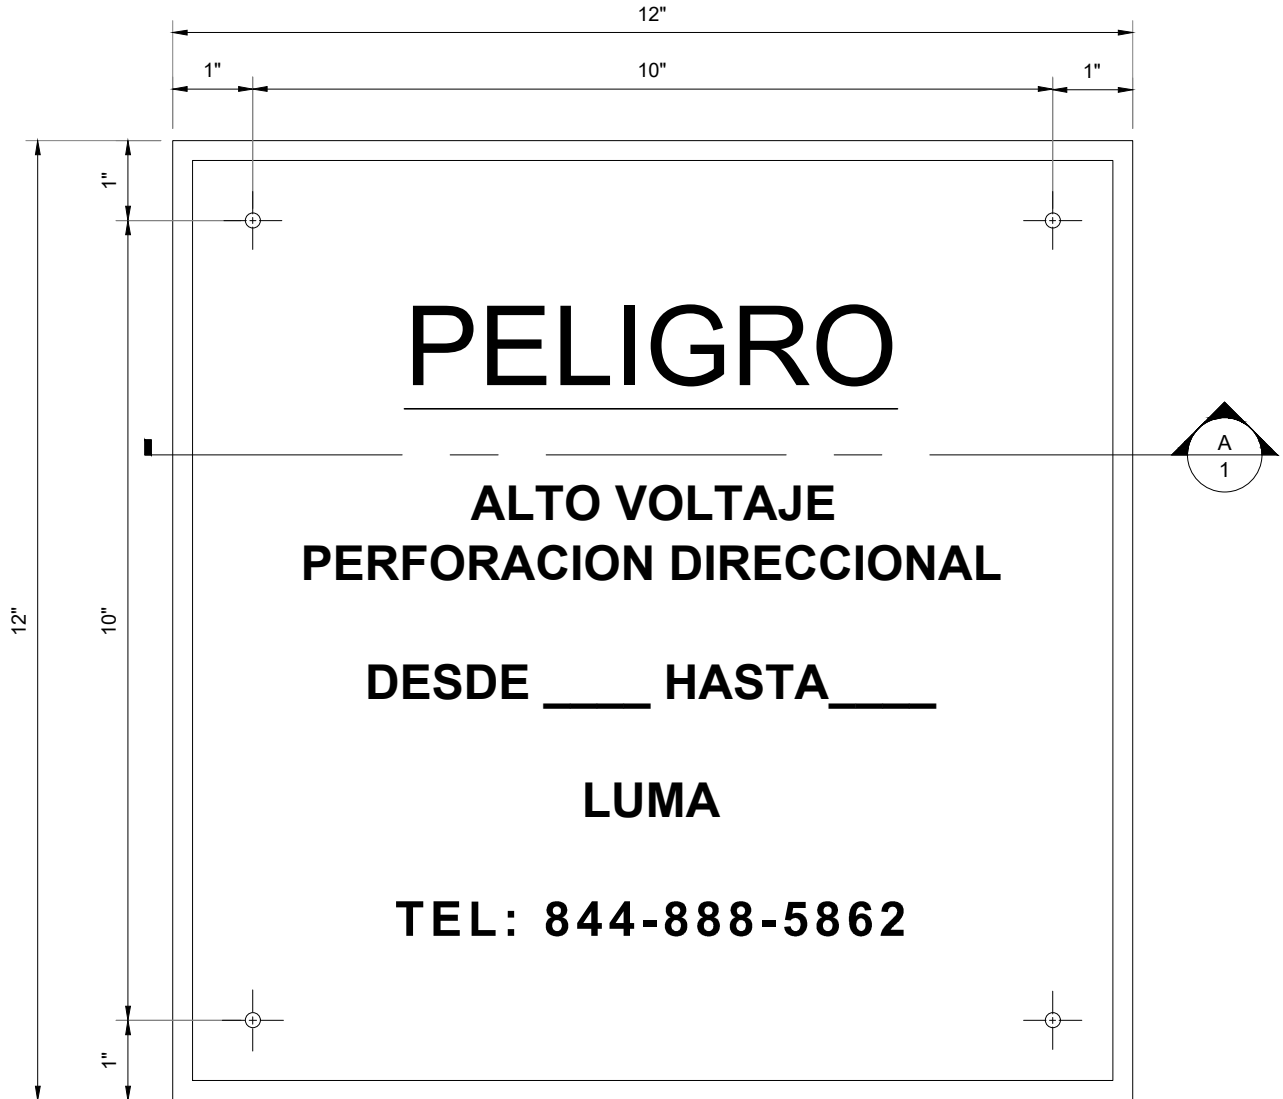 12"
1" 10" 1"
1"
PELIGRO
A
1
ALTO VOLTAJE
PERFORACION DIRECCIONAL
12" 10"
DESDE ____ HASTA____
LUMA
TEL: 844-888-5862
1"